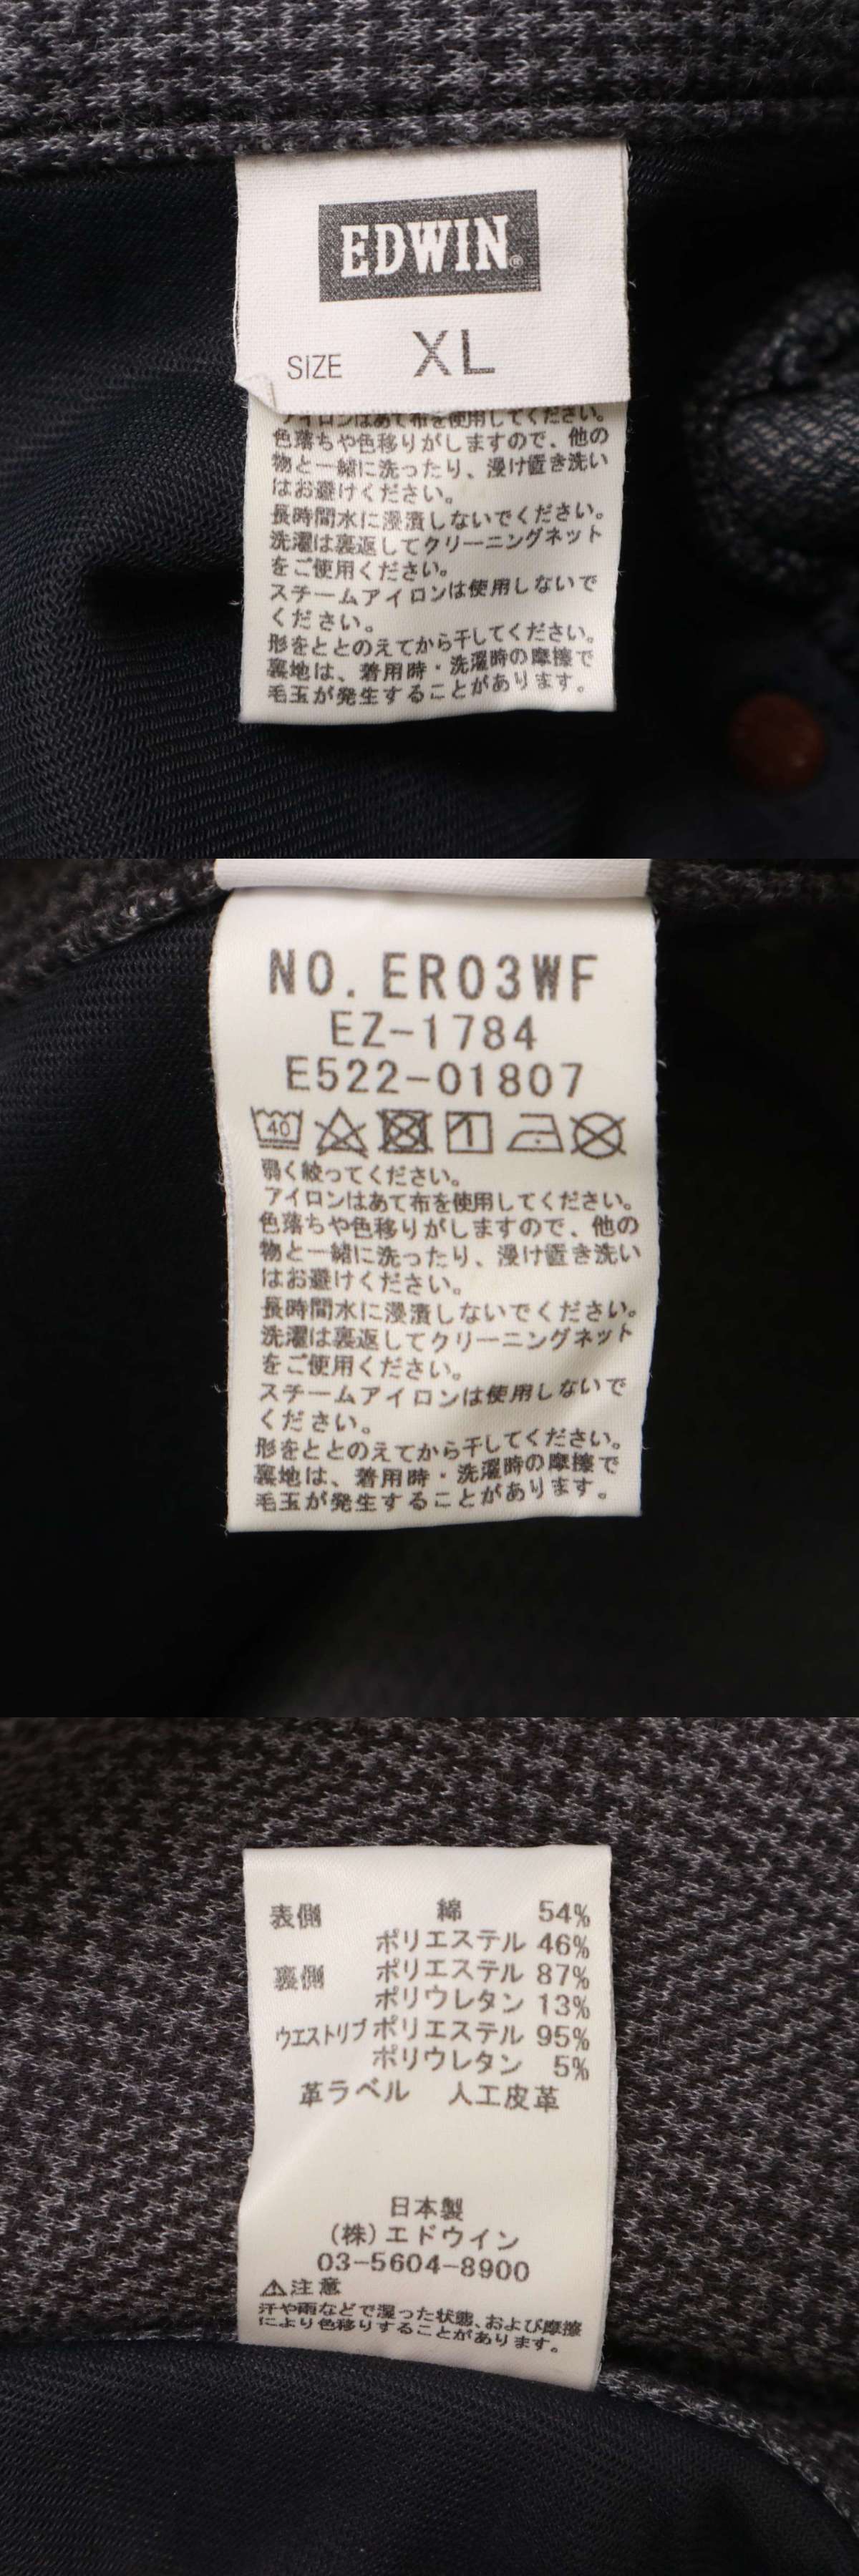 EDWIN®
SIZE XL
アイロンはあて布を使用してください。
色落ちや色移りがしますので、他の
物と一緒に洗ったり、浸け置き洗い
はお避けください。
長時間水に浸漬しないでください。
洗濯は裏返してクリーニングネット
をご使用ください。
スチームアイロンは使用しないで
ください。
形をととのえてから干してください。
裏地は、着用時・洗濯時の摩擦で
毛玉が発生することがあります。
NO.ER03WF
EZ-1784
E522-01807
40
弱く絞ってください。
アイロンはあて布を使用してください。
色落ちや色移りがしますので、他の
物と一緒に洗ったり、浸け置き洗い
はお避けください。
長時間水に浸漬しないでください。
洗濯は裏返してクリーニングネット
をご使用ください。
スチームアイロンは使用しないで
ください。
形をととのえてから干してください。
裏地は、着用時・洗濯時の摩擦で
毛玉が発生することがあります。
表側 綿 54%
ポリエステル 46%
裏側 ポリエステル 87%
ポリウレタン 13%
ウエストリブ ポリエステル 95%
ポリウレタン 5%
革ラベル 人工皮革
日本製
(株)エドウイン
03-5604-8900
⚠注意
汗や雨などで湿った状態、および摩擦
により色移りすることがあります。